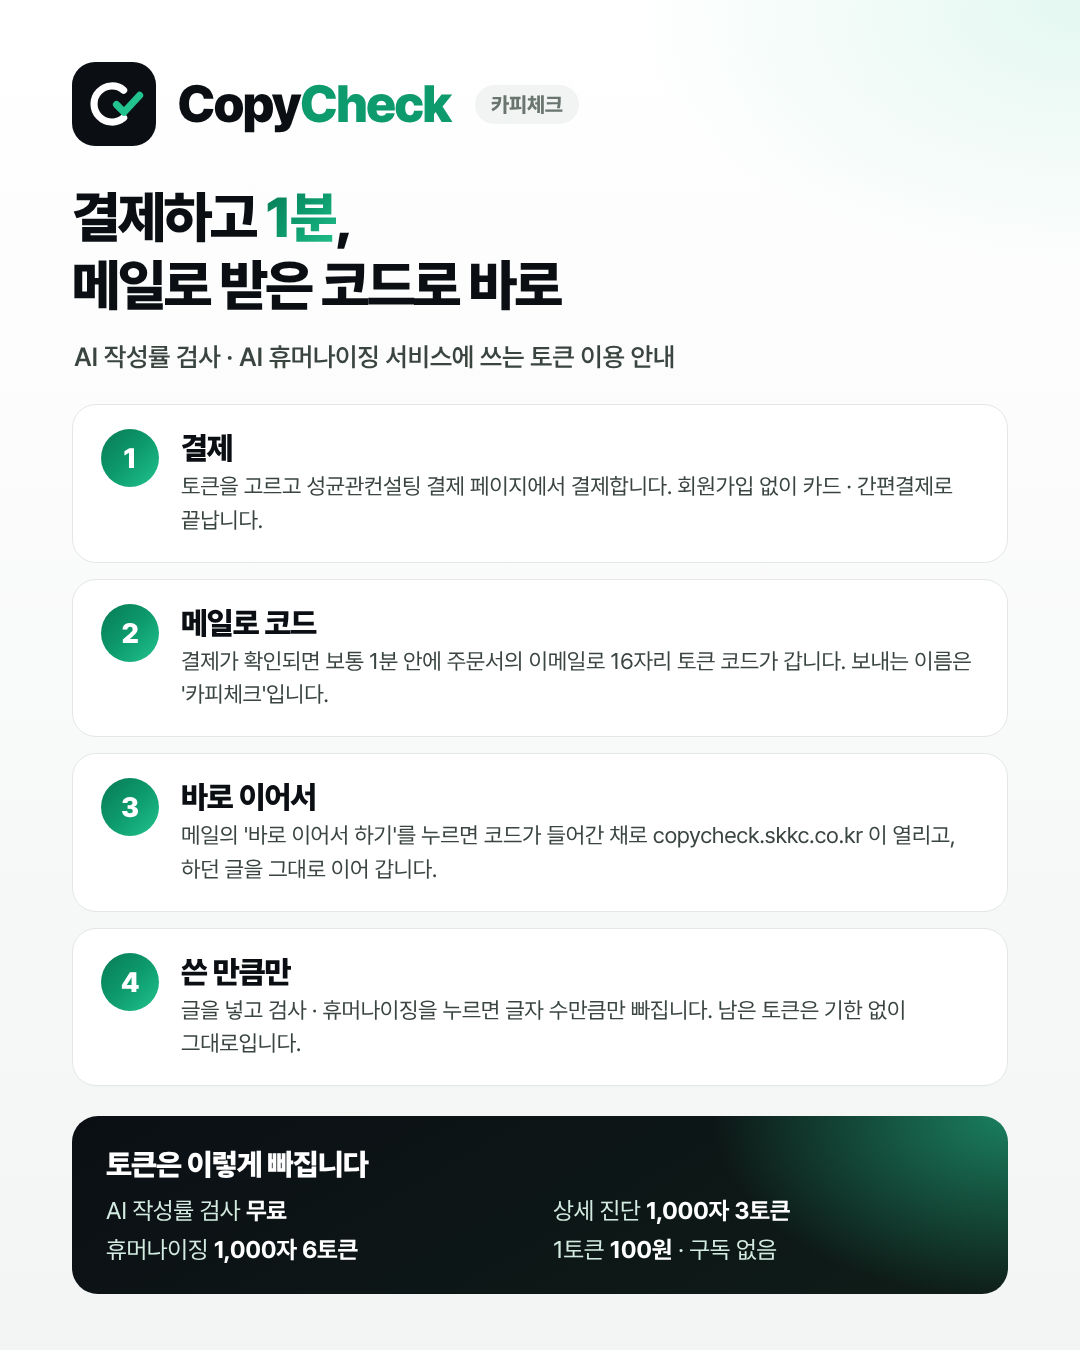 CopyCheck 카피체크
결제하고 1분,
메일로 받은 코드로 바로
AI 작성률 검사 · AI 휴머나이징 서비스에 쓰는 토큰 이용 안내
1 결제
토큰을 고르고 성균관컨설팅 결제 페이지에서 결제합니다. 회원가입 없이 카드 · 간편결제로
끝납니다.
2 메일로 코드
결제가 확인되면 보통 1분 안에 주문서의 이메일로 16자리 토큰 코드가 갑니다. 보내는 이름은
'카피체크'입니다.
3 바로 이어서
메일의 '바로 이어서 하기'를 누르면 코드가 들어간 채로 copycheck.skkc.co.kr 이 열리고,
하던 글을 그대로 이어 갑니다.
4 쓴 만큼만
글을 넣고 검사 · 휴머나이징을 누르면 글자 수만큼만 빠집니다. 남은 토큰은 기한 없이
그대로입니다.
토큰은 이렇게 빠집니다
AI 작성률 검사 무료
상세 진단 1,000자 3토큰
휴머나이징 1,000자 6토큰
1토큰 100원 · 구독 없음